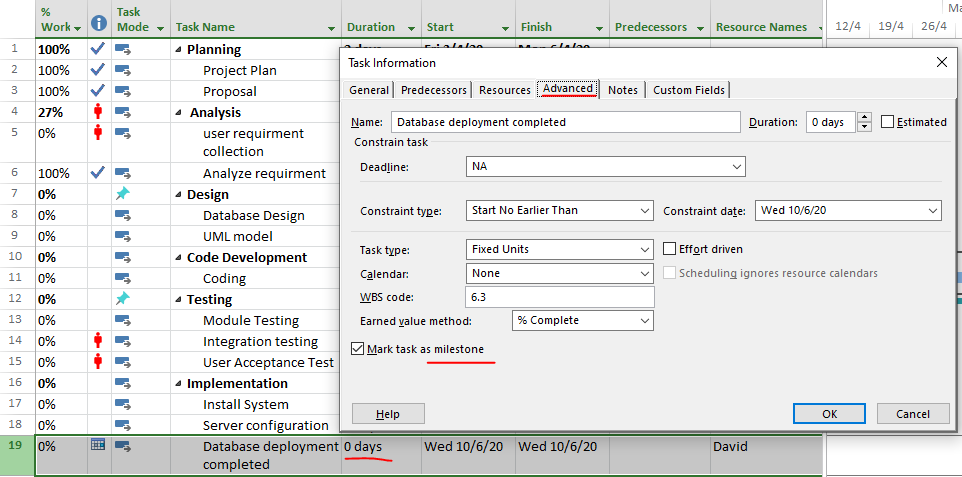 %
Work
Task
Mode
Task Name
Duration
Start
Finish
Predecessors
Resource Names
Ma
12/4
19/4
26/4
1
100%
Planning
2
100%
Project Plan
3
100%
Proposal
4
27%
Analysis
5
0%
user requirment
collection
6
100%
Analyze requirment
7
0%
Design
8
0%
Database Design
9
0%
UML model
10
0%
Code Development
11
0%
Coding
12
0%
Testing
13
0%
Module Testing
14
0%
Integration testing
15
0%
User Acceptance Test
16
0%
Implementation
17
0%
Install System
18
0%
Server configuration
19
0%
Database deployment
completed
0 days
Wed 10/6/20
Wed 10/6/20
David
Task Information
General
Predecessors
Resources
Advanced
Notes
Custom Fields
Name:
Database deployment completed
Duration:
0 days
Estimated
Constrain task
Deadline:
NA
Constraint type:
Start No Earlier Than
Constraint date:
Wed 10/6/20
Task type:
Fixed Units
Effort driven
Calendar:
None
Scheduling ignores resource calendars
WBS code:
6.3
Earned value method:
% Complete
Mark task as milestone
Help
OK
Cancel